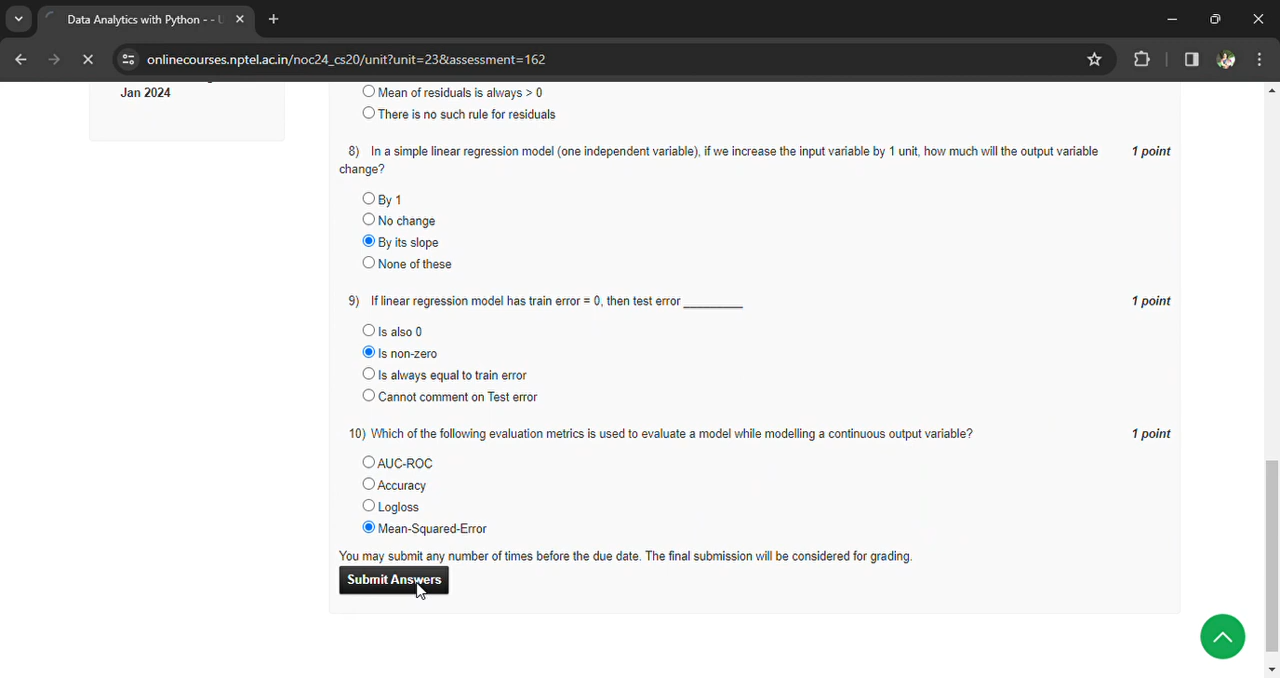 Data Analytics with Python - -
onlinecourses.nptel.ac.in/noc24_cs20/unit?unit=23&assessment=162
Jan 2024
Mean of residuals is always > 0
There is no such rule for residuals
8) In a simple linear regression model (one independent variable), if we increase the input variable by 1 unit, how much will the output variable 1 point
change?
By 1
No change
By its slope
None of these
9) If linear regression model has train error = 0, then test error ________ 1 point
Is also 0
Is non-zero
Is always equal to train error
Cannot comment on Test error
10) Which of the following evaluation metrics is used to evaluate a model while modelling a continuous output variable? 1 point
AUC-ROC
Accuracy
Logloss
Mean-Squared-Error
You may submit any number of times before the due date. The final submission will be considered for grading.
Submit Answers